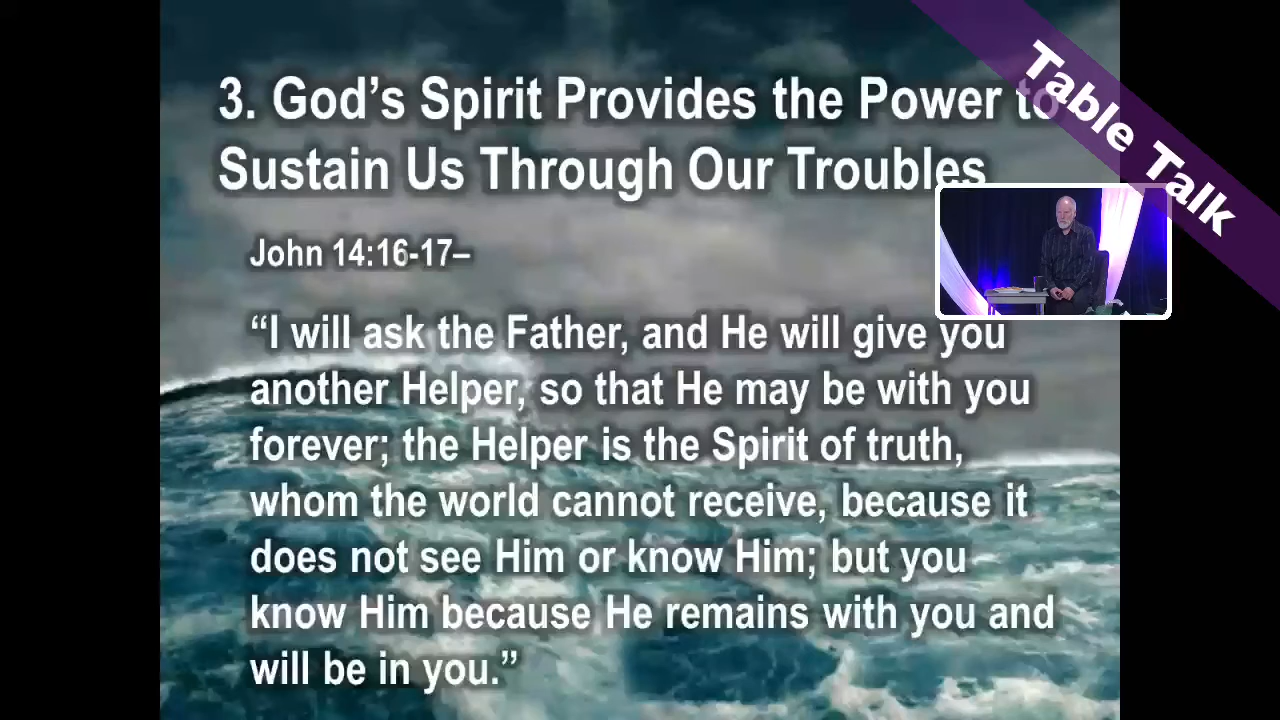 3. God’s Spirit Provides the Power to
Sustain Us Through Our Troubles
Table Talk
John 14:16-17–
“I will ask the Father, and He will give you
another Helper, so that He may be with you
forever; the Helper is the Spirit of truth,
whom the world cannot receive, because it
does not see Him or know Him; but you
know Him because He remains with you and
will be in you.”